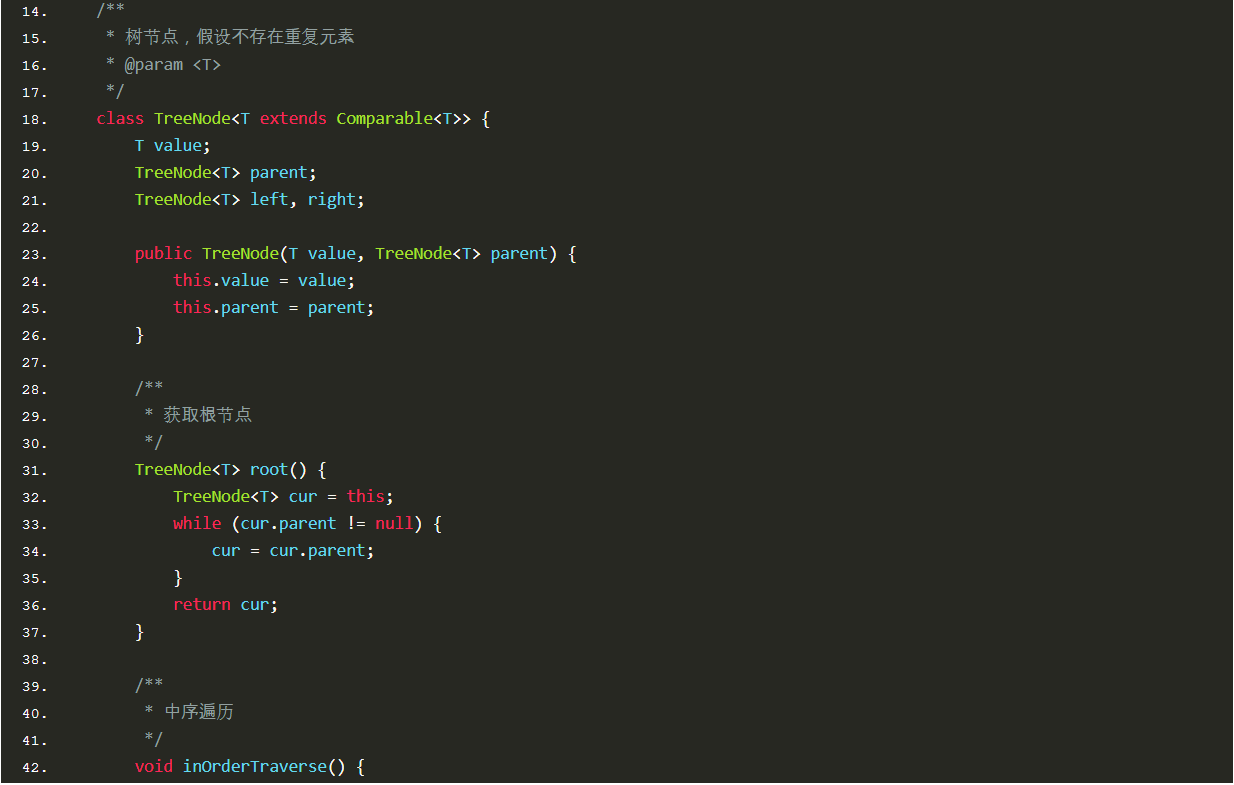 14.     /**
15.      * 树节点，假设不存在重复元素
16.      * @param <T>
17.      */
18.     class TreeNode<T extends Comparable<T>> {
19.         T value;
20.         TreeNode<T> parent;
21.         TreeNode<T> left, right;
22.
23.         public TreeNode(T value, TreeNode<T> parent) {
24.             this.value = value;
25.             this.parent = parent;
26.         }
27.
28.         /**
29.          * 获取根节点
30.          */
31.         TreeNode<T> root() {
32.             TreeNode<T> cur = this;
33.             while (cur.parent != null) {
34.                 cur = cur.parent;
35.             }
36.             return cur;
37.         }
38.
39.         /**
40.          * 中序遍历
41.          */
42.         void inOrderTraverse() {